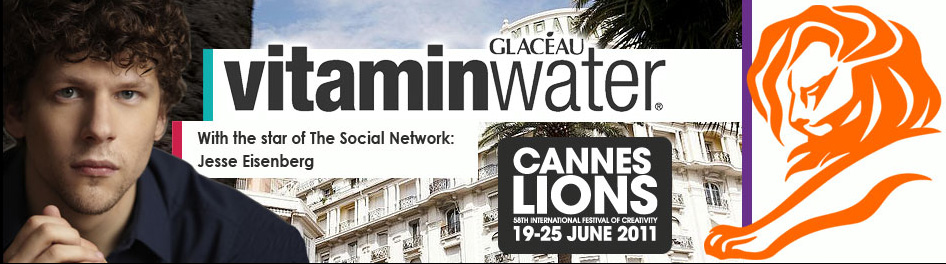 GLACÉAU
vitaminwater®
With the star of The Social Network:
Jesse Eisenberg
CANNES
LIONS
58TH INTERNATIONAL FESTIVAL OF CREATIVITY
19-25 JUNE 2011